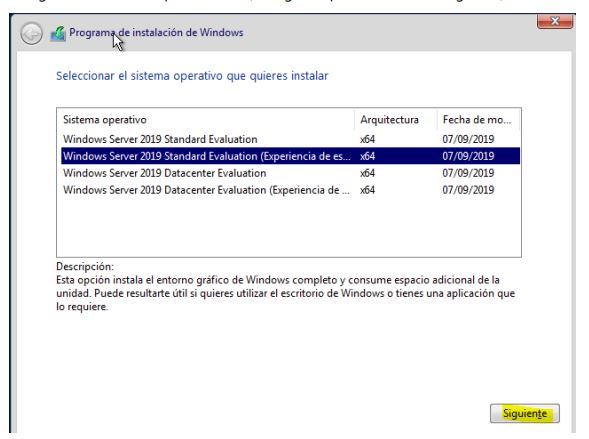 Programa de instalación de Windows
Seleccionar el sistema operativo que quieres instalar
Sistema operativo Arquitectura Fecha de mo...
Windows Server 2019 Standard Evaluation x64 07/09/2019
Windows Server 2019 Standard Evaluation (Experiencia de es... x64 07/09/2019
Windows Server 2019 Datacenter Evaluation x64 07/09/2019
Windows Server 2019 Datacenter Evaluation (Experiencia de ... x64 07/09/2019
Descripción:
Esta opción instala el entorno gráfico de Windows completo y consume espacio adicional de la
unidad. Puede resultarte útil si quieres utilizar el escritorio de Windows o tienes una aplicación que
lo requiere.
Siguiente